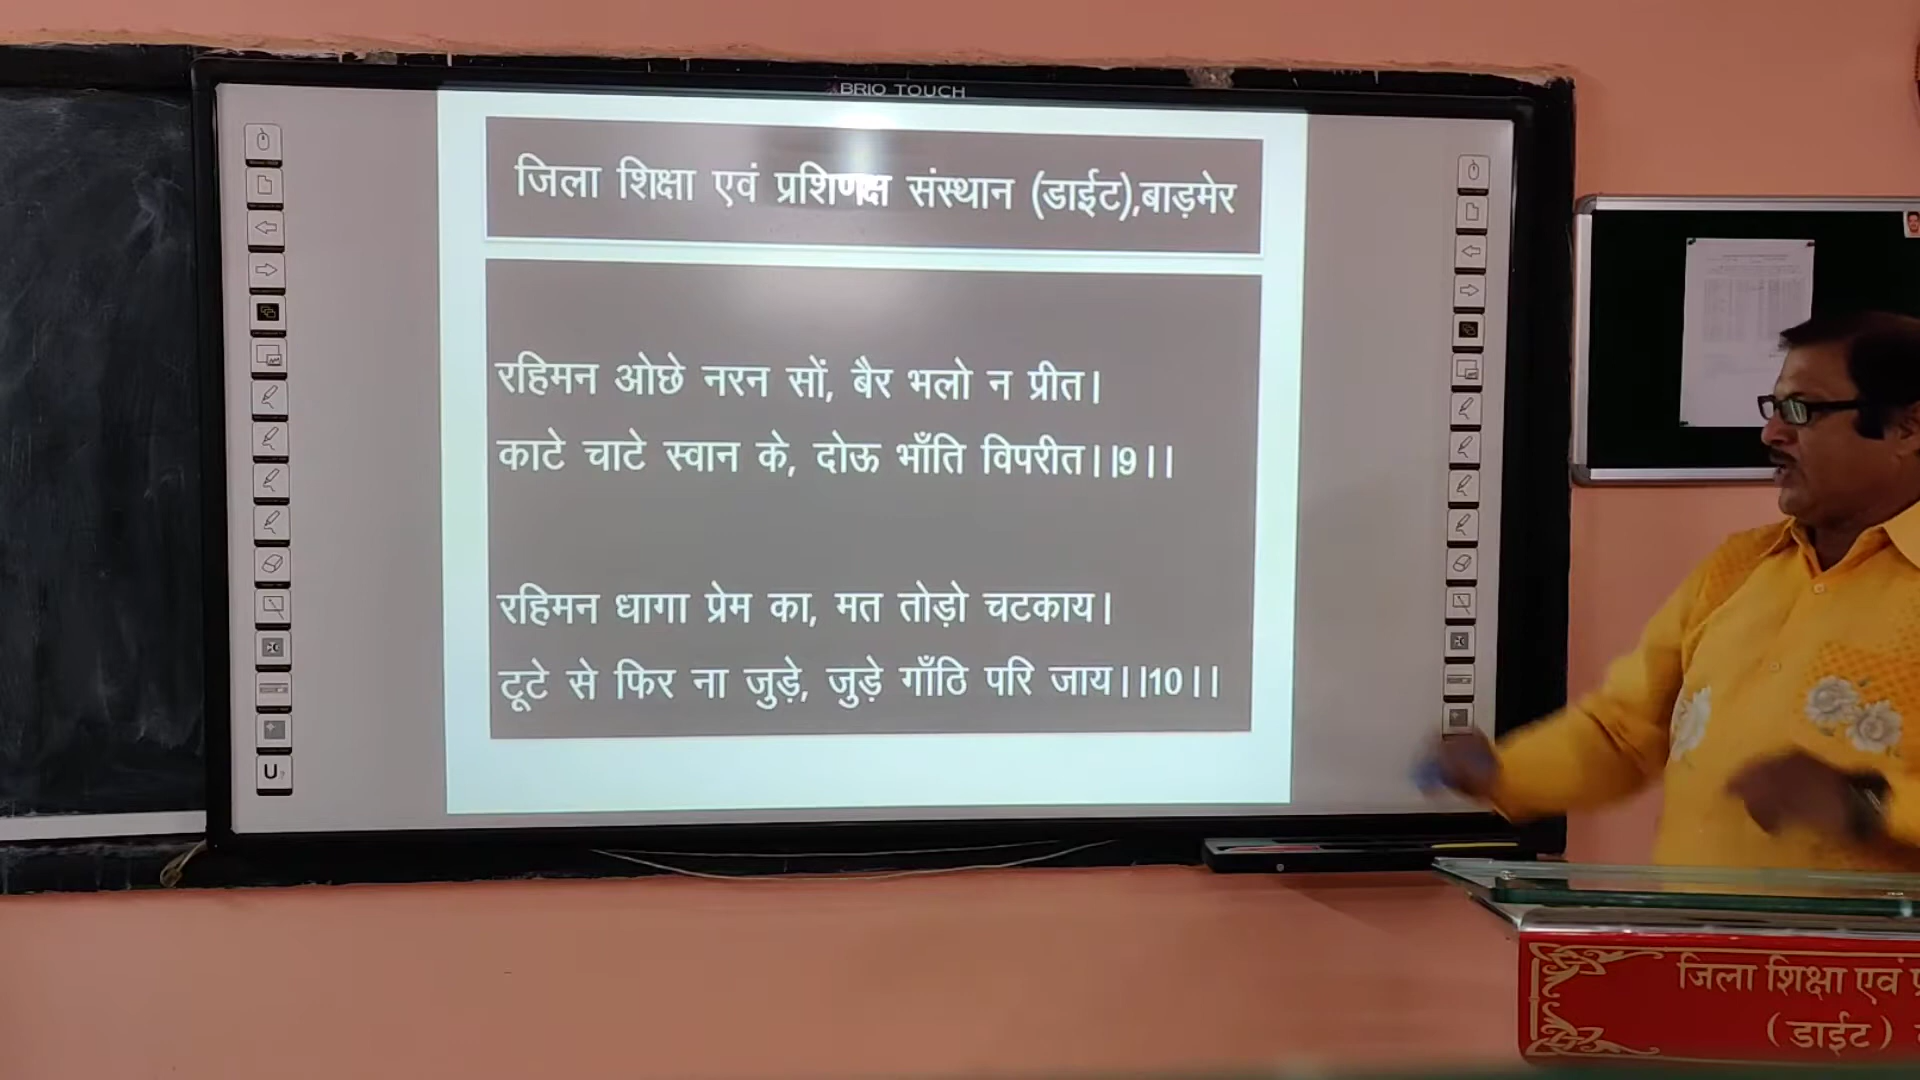 BRIO TOUCH
जिला शिक्षा एवं प्रशिणक्ष संस्थान (डाईट),बाड़मेर
रहिमन ओछे नरन सों, बैर भलो न प्रीत।
काटे चाटे स्वान के, दोऊ भाँति विपरीत।।9।।
रहिमन धागा प्रेम का, मत तोड़ो चटकाय।
टूटे से फिर ना जुड़े, जुड़े गाँठि परि जाय।।10।।
U?
जिला शिक्षा एवं
(डाईट)